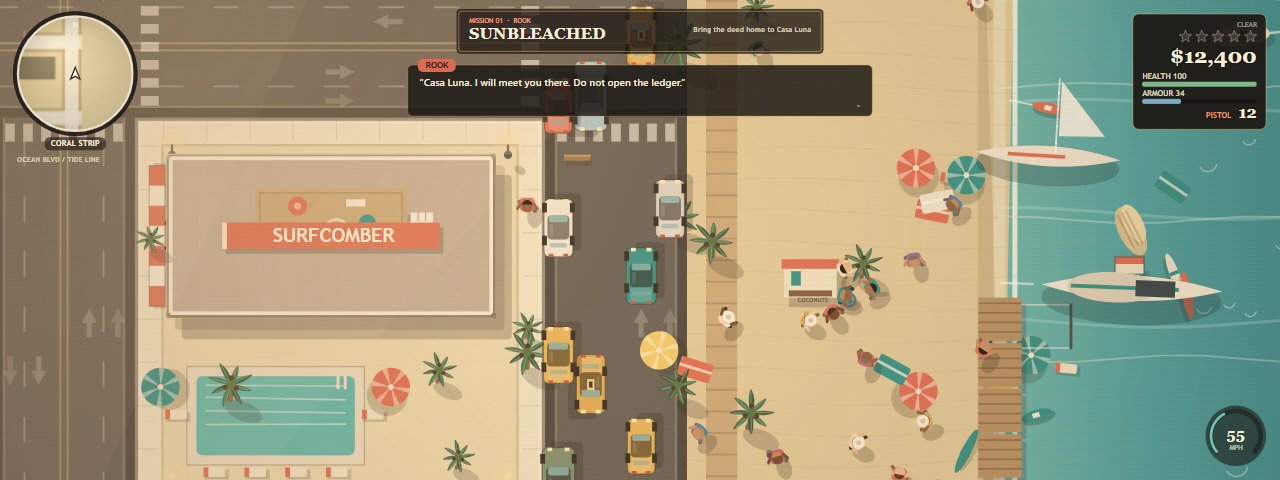 N
CORAL STRIP
OCEAN BLVD / TIDE LINE
MISSION 01 · ROOK
SUNBLEACHED
Bring the deed home to Casa Luna
ROOK
“Casa Luna. I will meet you there. Do not open the ledger.”
CLEAR
$12,400
HEALTH 100
ARMOUR 34
PISTOL 12
SURFCOMBER
COCONUTS
55
MPH